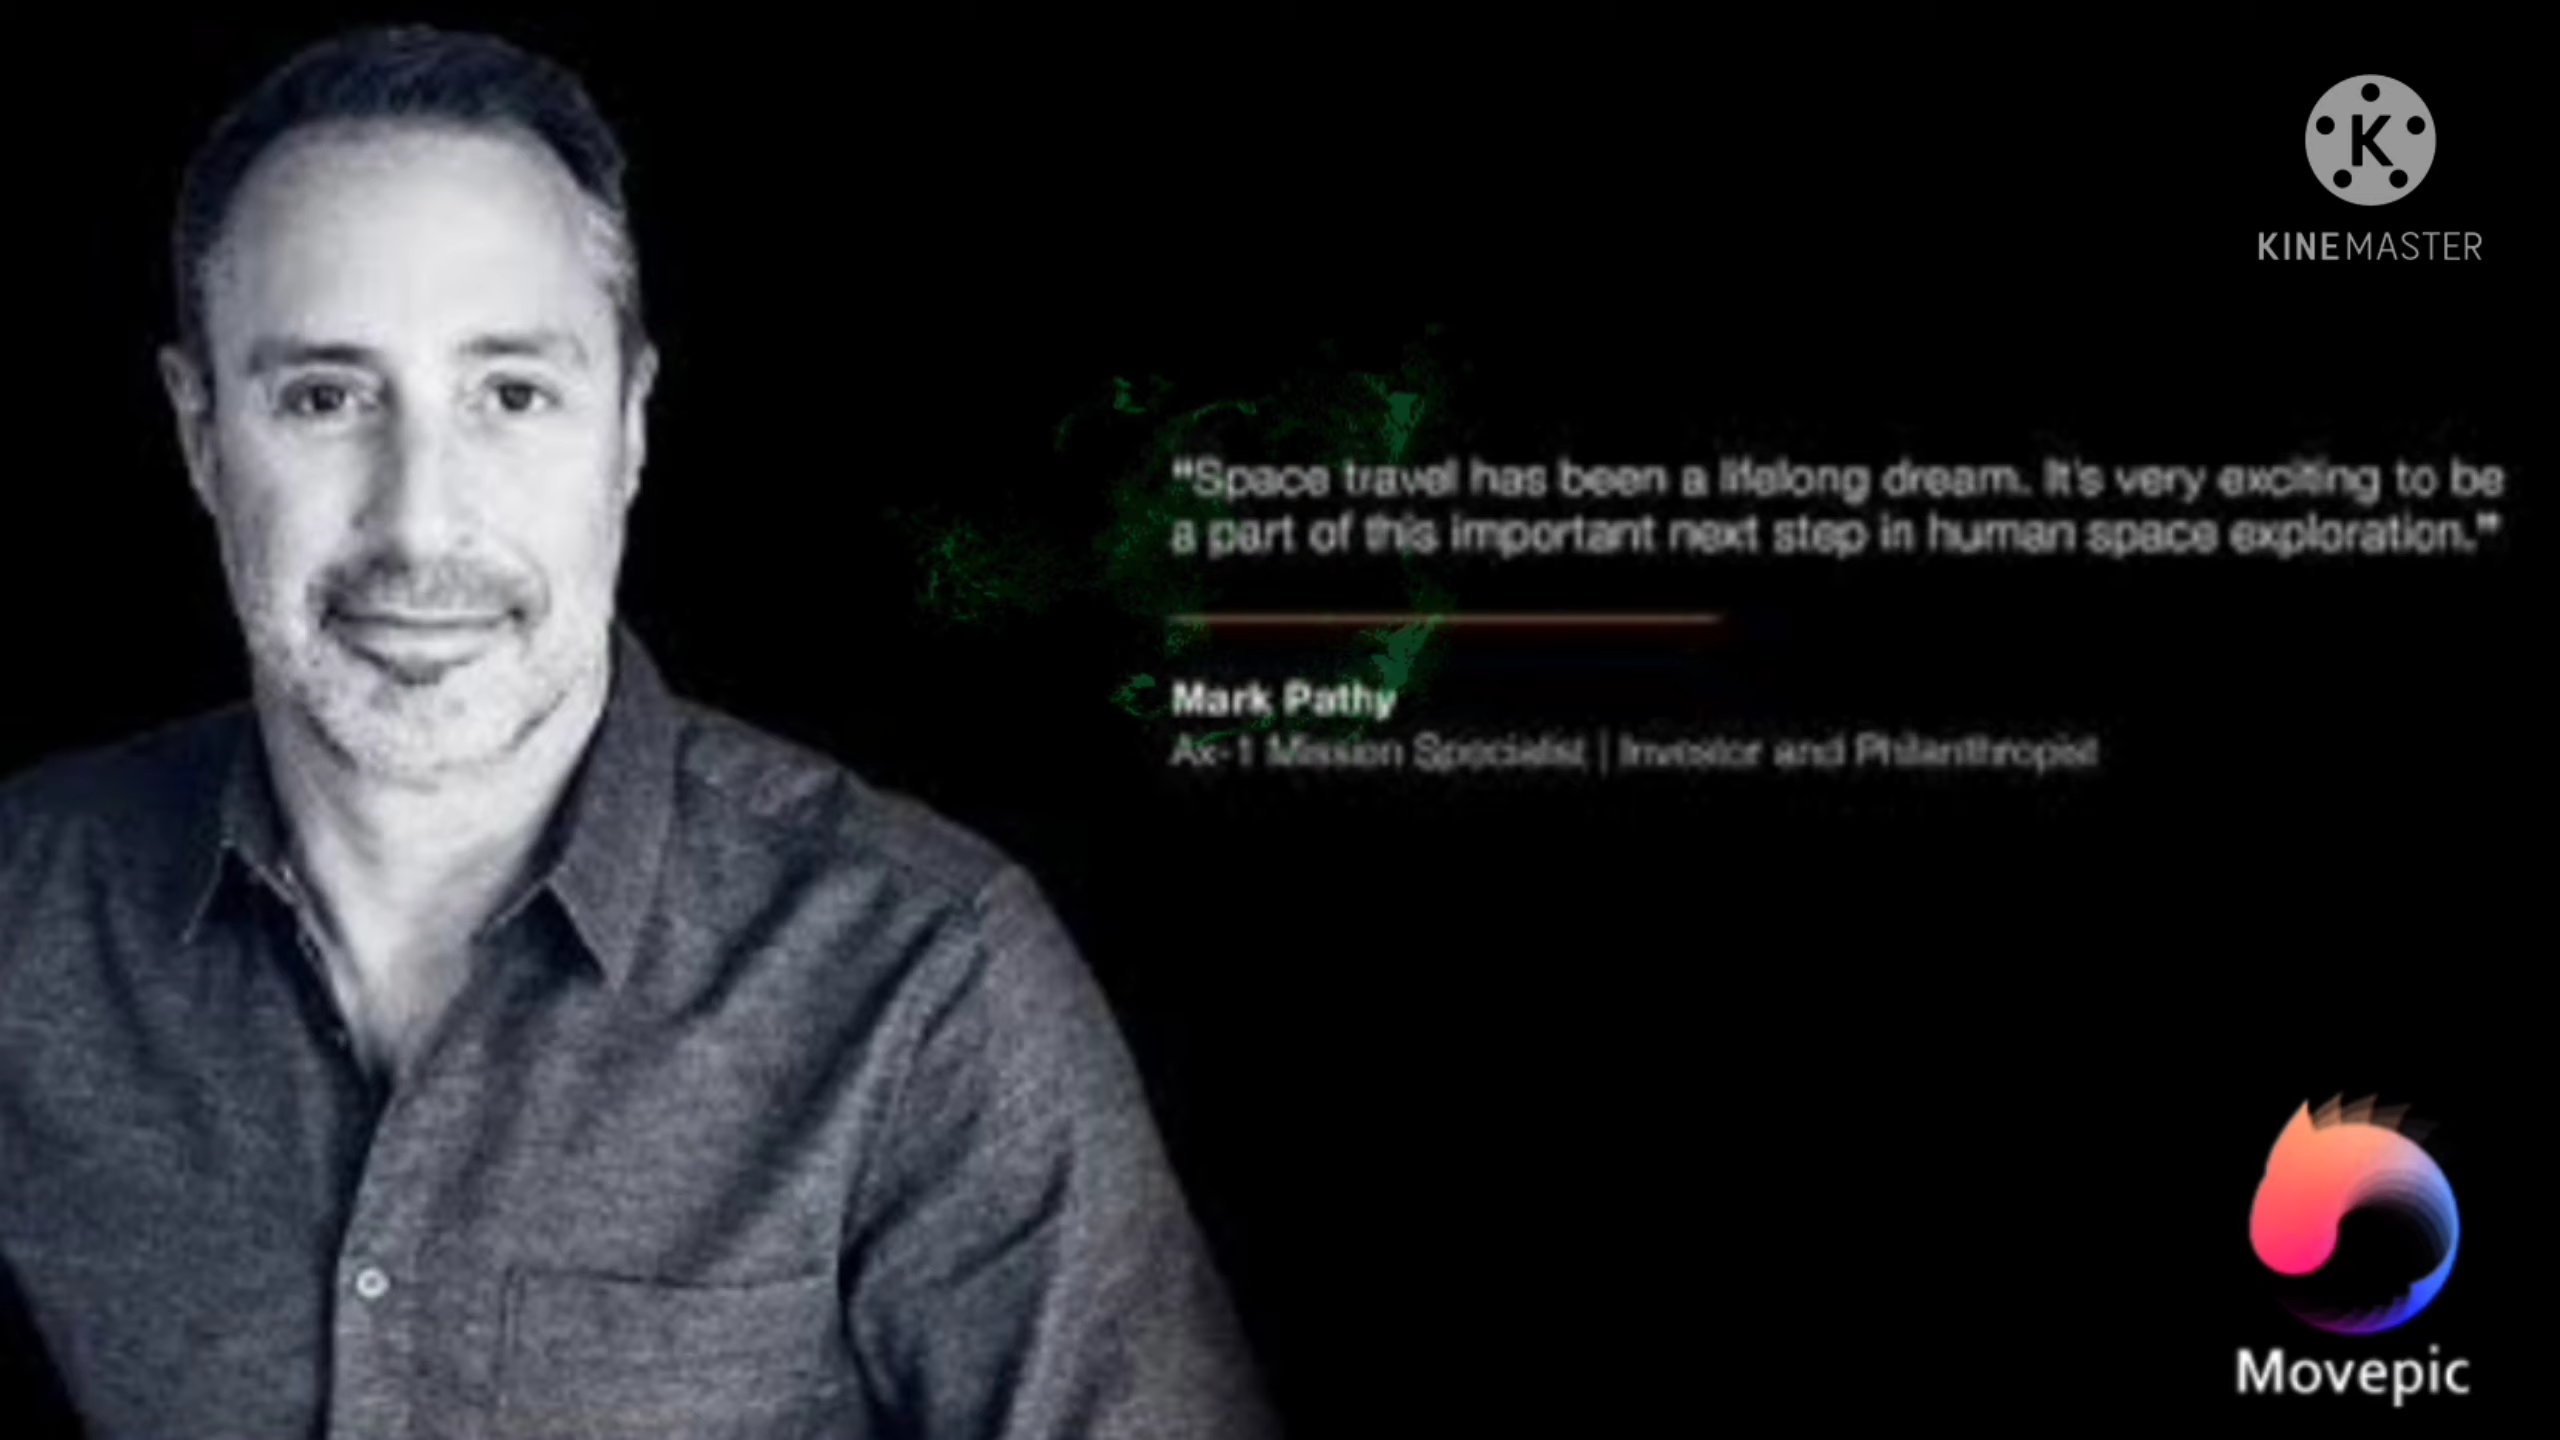 K
KINEMASTER
"Space travel has been a lifelong dream. It's very exciting to be
a part of this important next step in human space exploration."
Mark Pathy
Ax-1 Mission Specialist | Investor and Philanthropist
Movepic